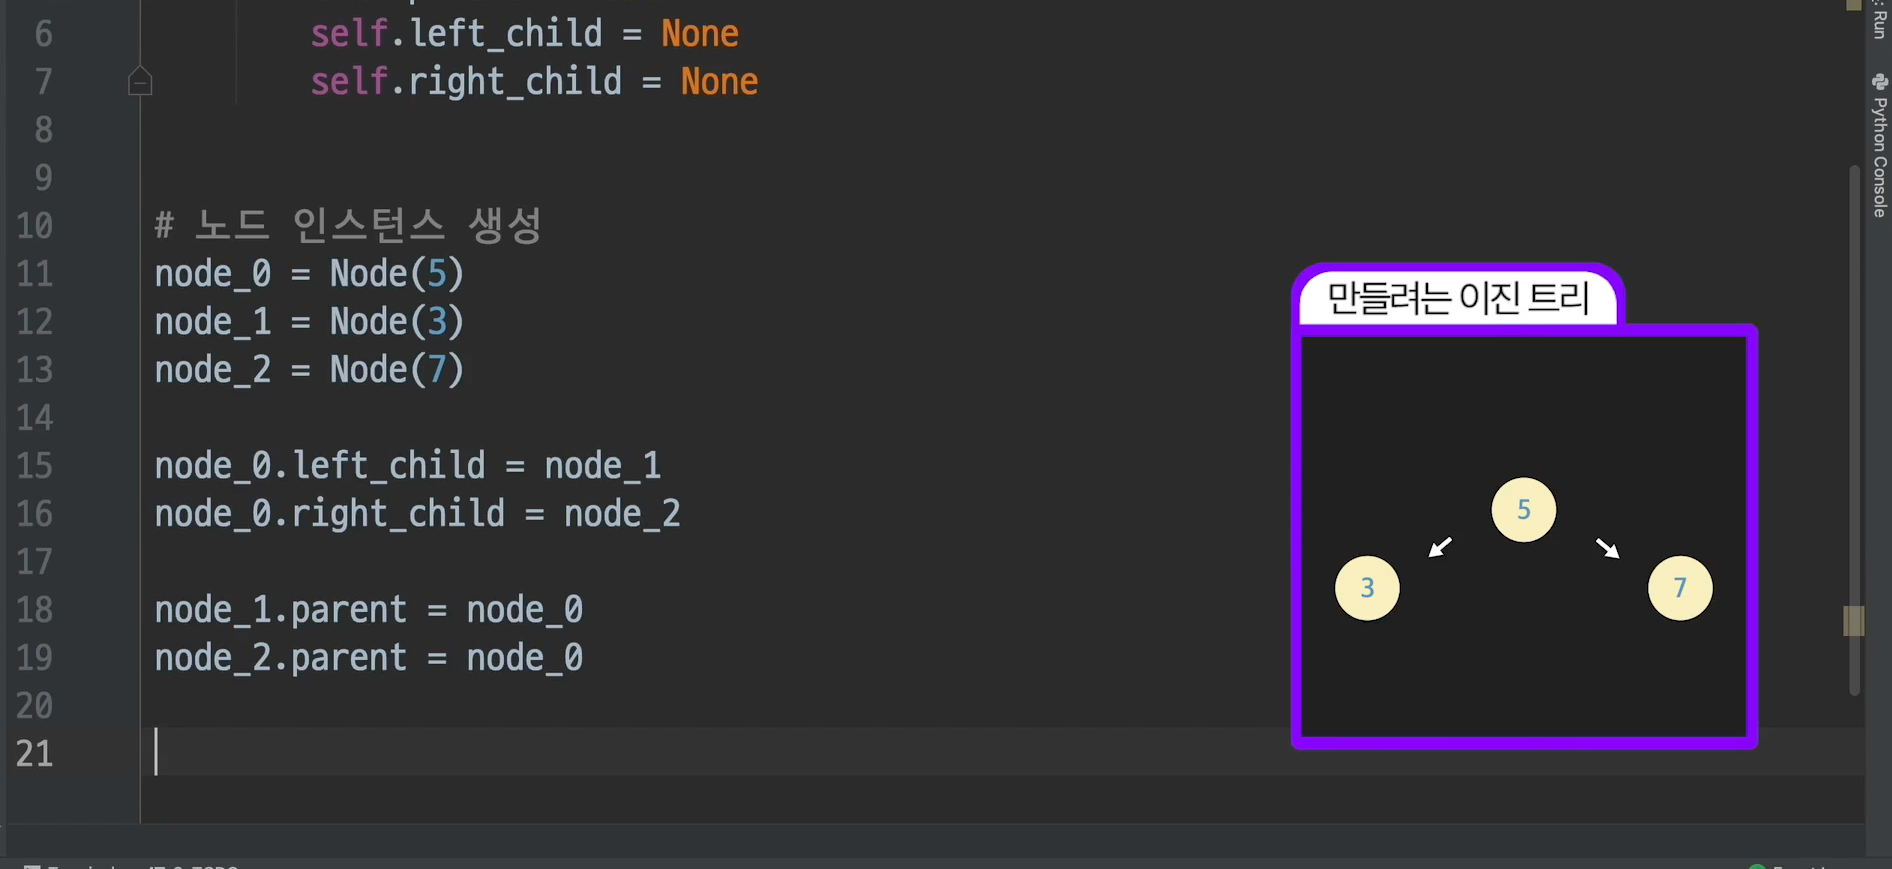 6 self.left_child = None
7 self.right_child = None
8
9
10 # 노드 인스턴스 생성
11 node_0 = Node(5)
12 node_1 = Node(3)
13 node_2 = Node(7)
14
15 node_0.left_child = node_1
16 node_0.right_child = node_2
17
18 node_1.parent = node_0
19 node_2.parent = node_0
20
21
만들려는 이진 트리
5
3
7
Run
Python Console